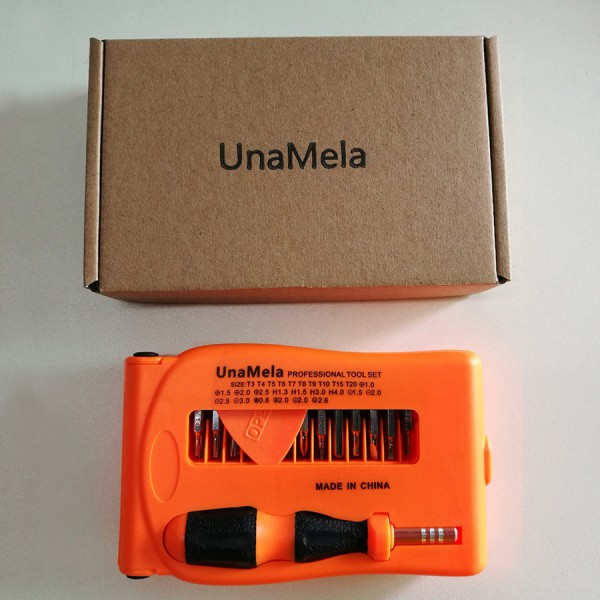 UnaMela
UnaMela PROFESSIONAL TOOL SET
SIZE:T3 T4 T5 T6 T7 T8 T9 T10 T15 T20 ⊕1.0
⊕1.5 ⊕2.0 ⊕2.5 H1.3 H1.5 H3.0 H4.0 ⊖1.5 ⊖2.0
⊖2.5 ⊖3.0 ✪0.8 ✪2.0 ⊙2.0 ⊙2.6
OPE
MADE IN CHINA